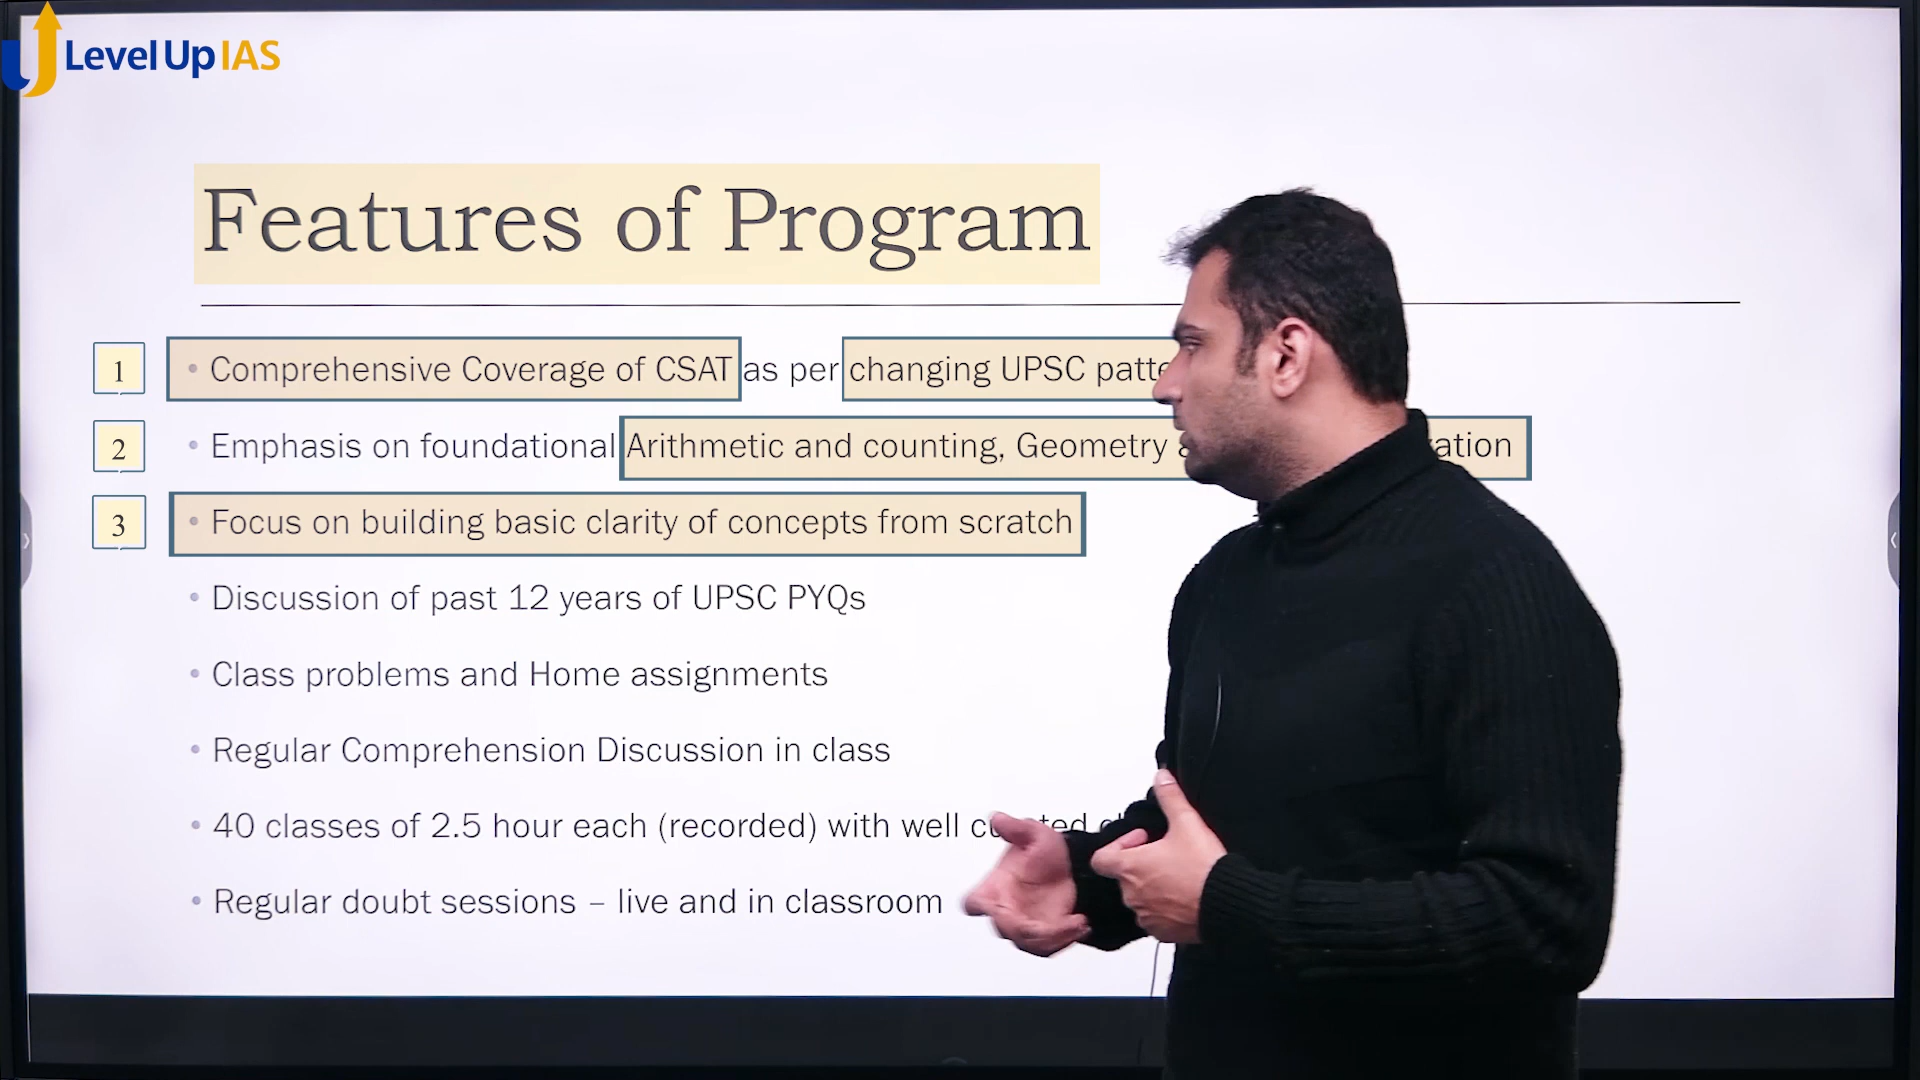 Level Up IAS
Features of Program
1 • Comprehensive Coverage of CSAT as per changing UPSC
2 • Emphasis on foundational Arithmetic and counting, Geometry
3 • Focus on building basic clarity of concepts from scratch
• Discussion of past 12 years of UPSC PYQs
• Class problems and Home assignments
• Regular Comprehension Discussion in class
• 40 classes of 2.5 hour each (recorded) with well
• Regular doubt sessions – live and in classroom